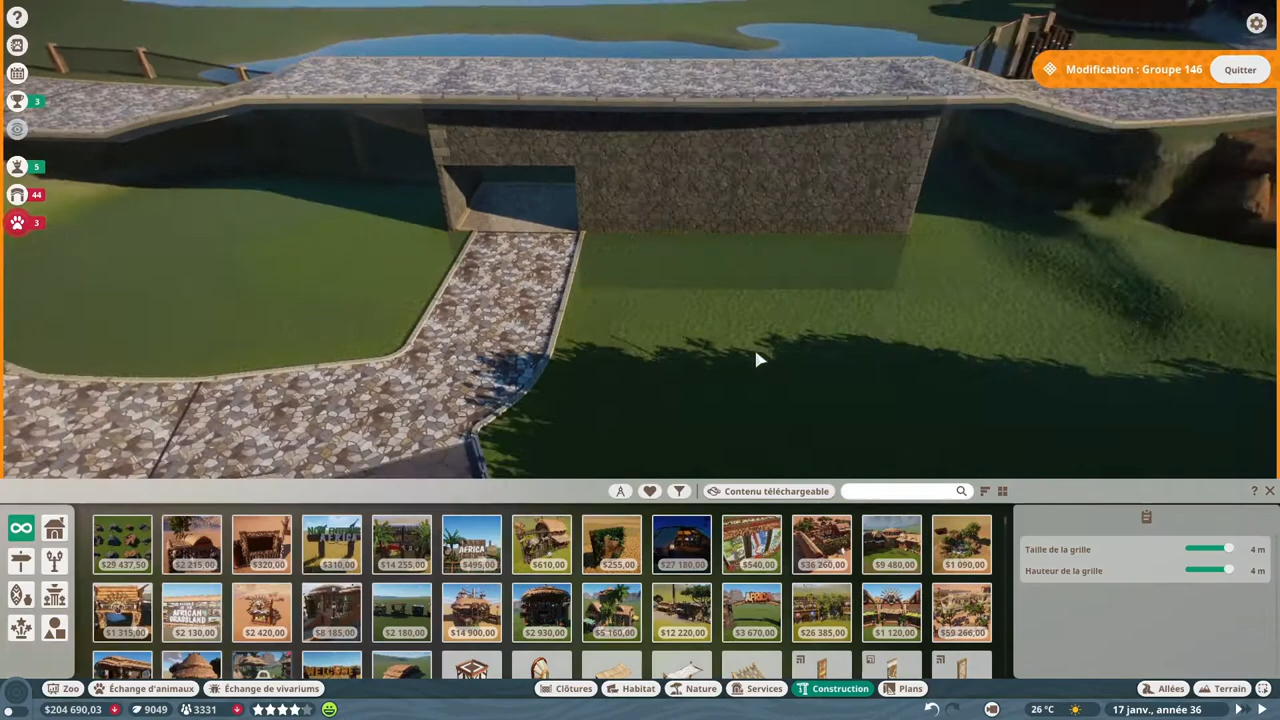 ?
Modification : Groupe 146
Quitter
3
5
44
3
Contenu téléchargeable
?
$29 437,50
$2 215,00
$320,00
$310,00
$14 255,00
AFRICA
$495,00
$610,00
$255,00
$27 180,00
$540,00
$36 260,00
$9 480,00
$1 090,00
Taille de la grille
4 m
Hauteur de la grille
4 m
$1 315,00
AFRICAN
$2 130,00
$2 420,00
$8 185,00
$2 180,00
$14 900,00
$2 930,00
$5 160,00
$12 220,00
$3 670,00
$26 385,00
$1 120,00
$59 266,00
WELCOME
Zoo
Échange d'animaux
Échange de vivariums
Clôtures
Habitat
Nature
Services
Construction
Plans
Allées
Terrain
$204 690,03
9049
3331
26 °C
17 janv., année 36